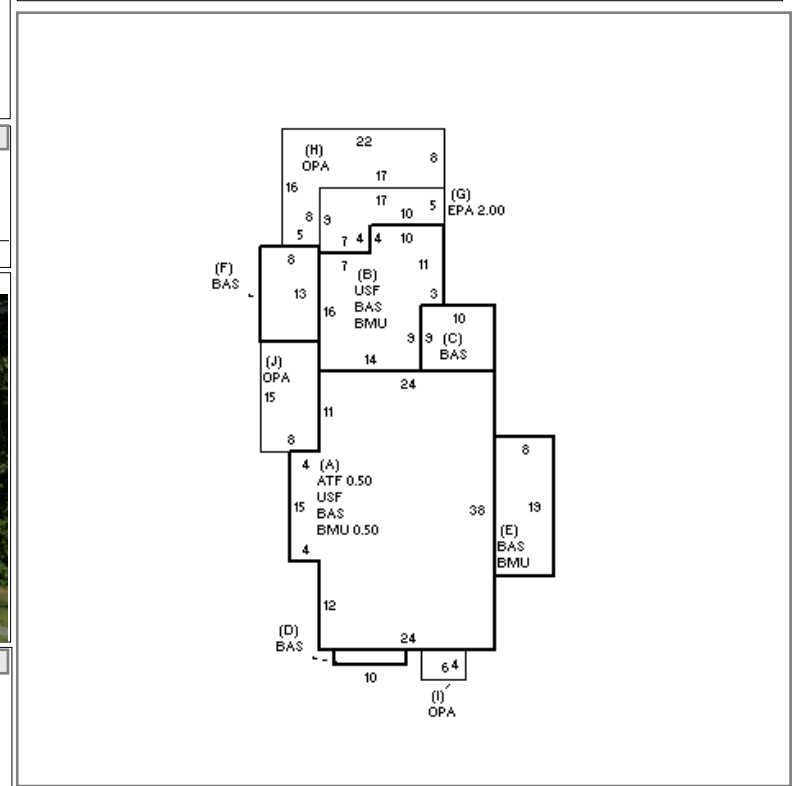 22
(H)
OPA
8
17
16
17
(G)
EPA 2.00
5
10
8
9
5
7
4
4
10
(F)
BAS
8
13
7
(B)
USF
BAS
BMU
11
3
16
10
9
9
(C)
BAS
14
24
(J)
OPA
15
11
8
8
4
(A)
ATF 0.50
USF
BAS
BMU 0.50
15
38
19
(E)
BAS
BMU
4
12
(D)
BAS
24
10
6
4
(I)
OPA